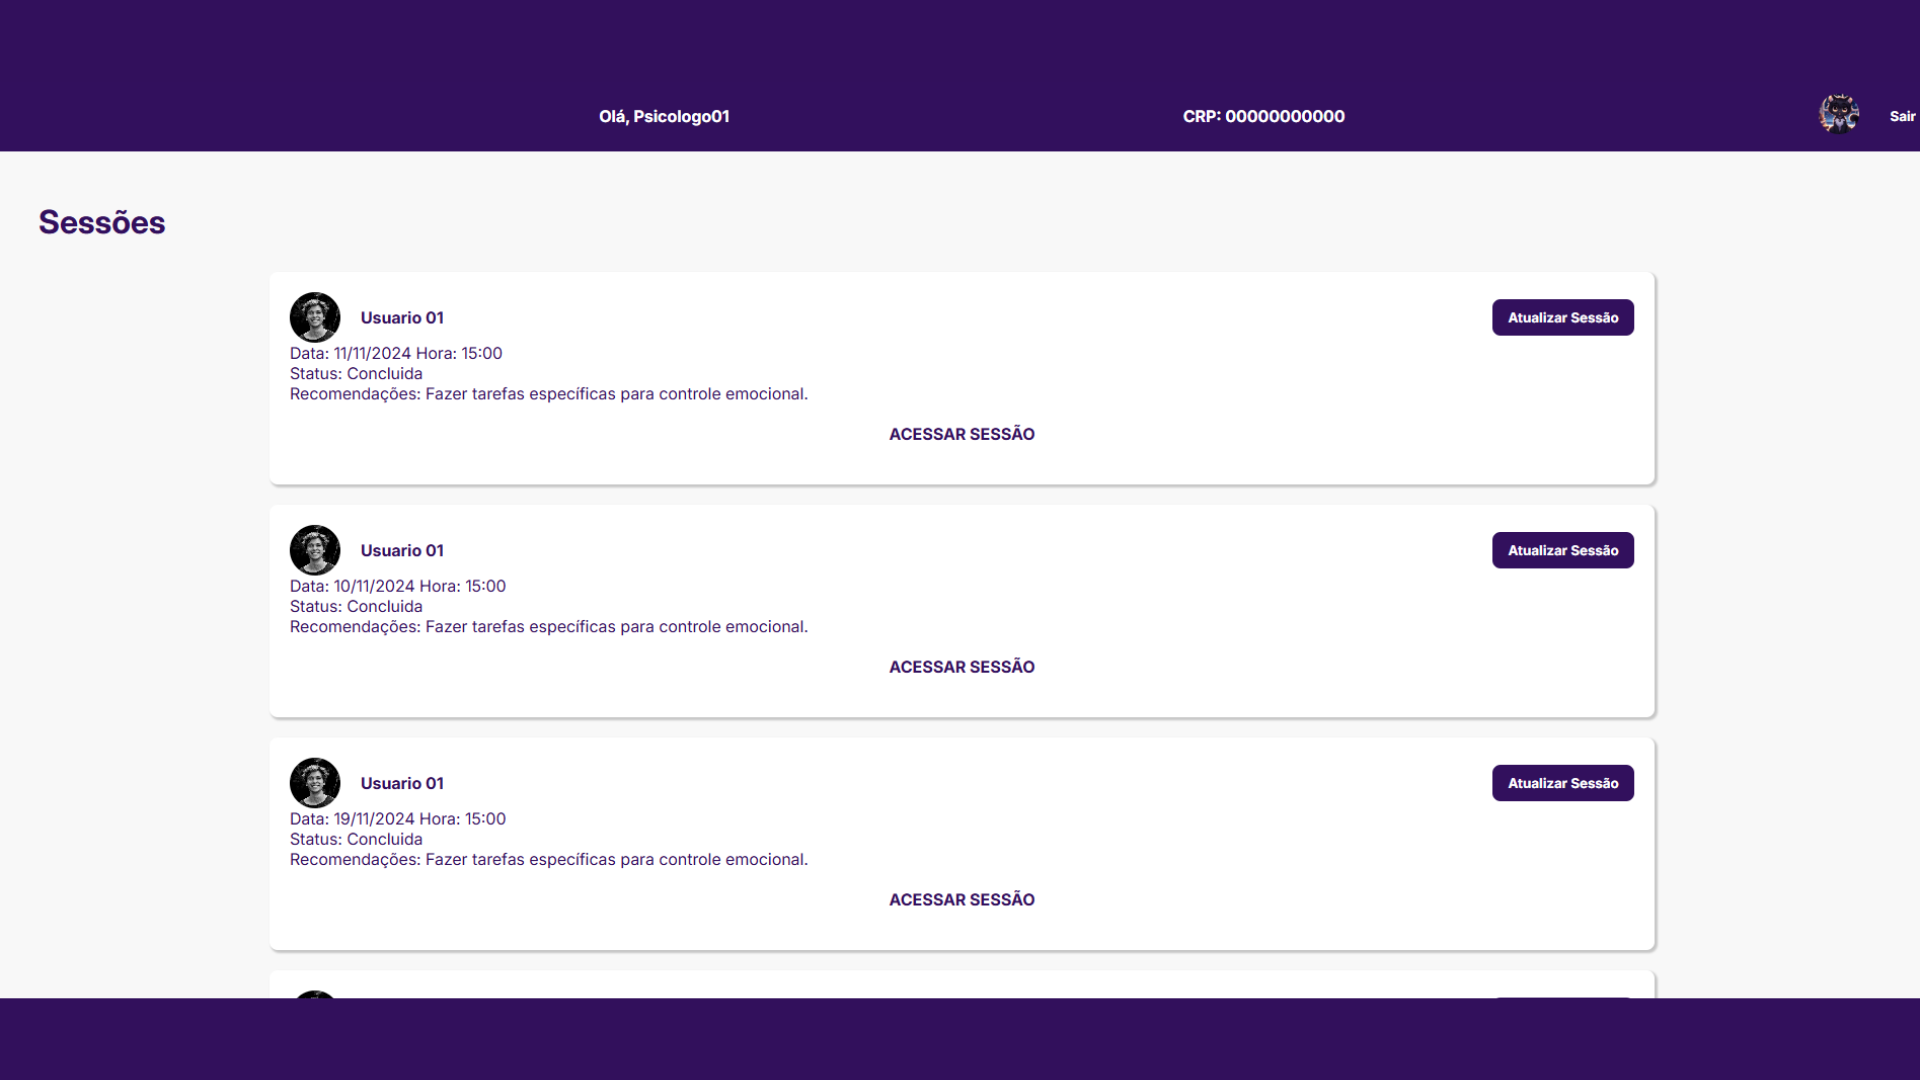 Olá, Psicologo01
CRP: 00000000000
Sair
Sessões
Usuario 01
Atualizar Sessão
Data: 11/11/2024 Hora: 15:00
Status: Concluida
Recomendações: Fazer tarefas específicas para controle emocional.
ACESSAR SESSÃO
Usuario 01
Atualizar Sessão
Data: 10/11/2024 Hora: 15:00
Status: Concluida
Recomendações: Fazer tarefas específicas para controle emocional.
ACESSAR SESSÃO
Usuario 01
Atualizar Sessão
Data: 19/11/2024 Hora: 15:00
Status: Concluida
Recomendações: Fazer tarefas específicas para controle emocional.
ACESSAR SESSÃO